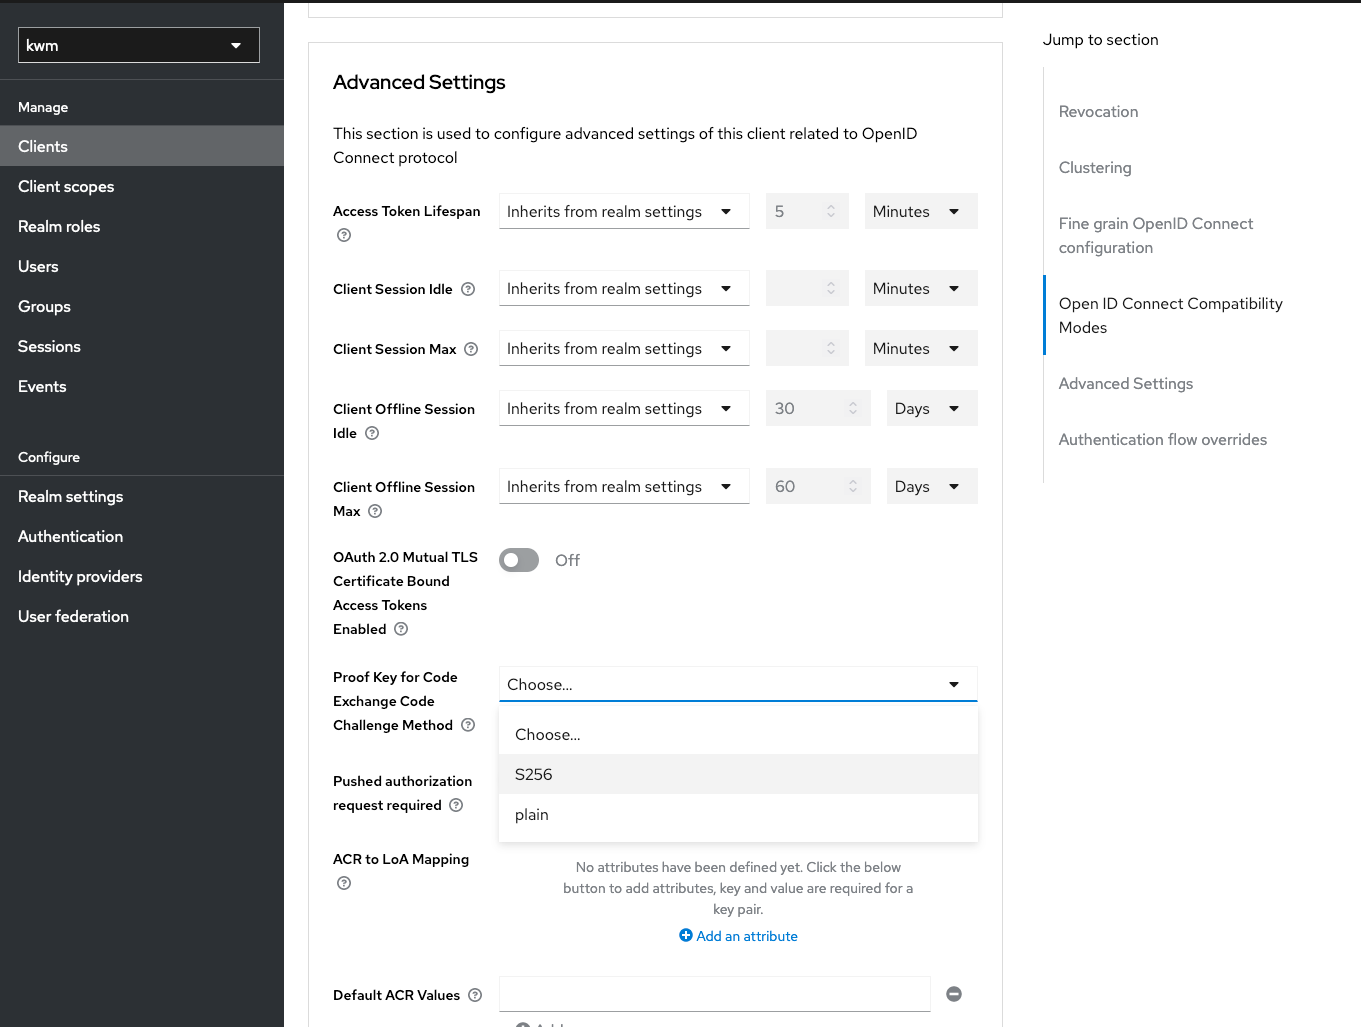 kwm
Manage
Clients
Client scopes
Realm roles
Users
Groups
Sessions
Events
Configure
Realm settings
Authentication
Identity providers
User federation
Advanced Settings
This section is used to configure advanced settings of this client related to OpenID
Connect protocol
Access Token Lifespan
Inherits from realm settings
5
Minutes
Client Session Idle
Inherits from realm settings
Minutes
Client Session Max
Inherits from realm settings
Minutes
Client Offline Session
Idle
Inherits from realm settings
30
Days
Client Offline Session
Max
Inherits from realm settings
60
Days
OAuth 2.0 Mutual TLS
Certificate Bound
Access Tokens
Enabled
Off
Proof Key for Code
Exchange Code
Challenge Method
Choose...
Choose...
S256
plain
Pushed authorization
request required
ACR to LoA Mapping
No attributes have been defined yet. Click the below
button to add attributes, key and value are required for a
key pair.
Add an attribute
Default ACR Values
Jump to section
Revocation
Clustering
Fine grain OpenID Connect
configuration
Open ID Connect Compatibility
Modes
Advanced Settings
Authentication flow overrides